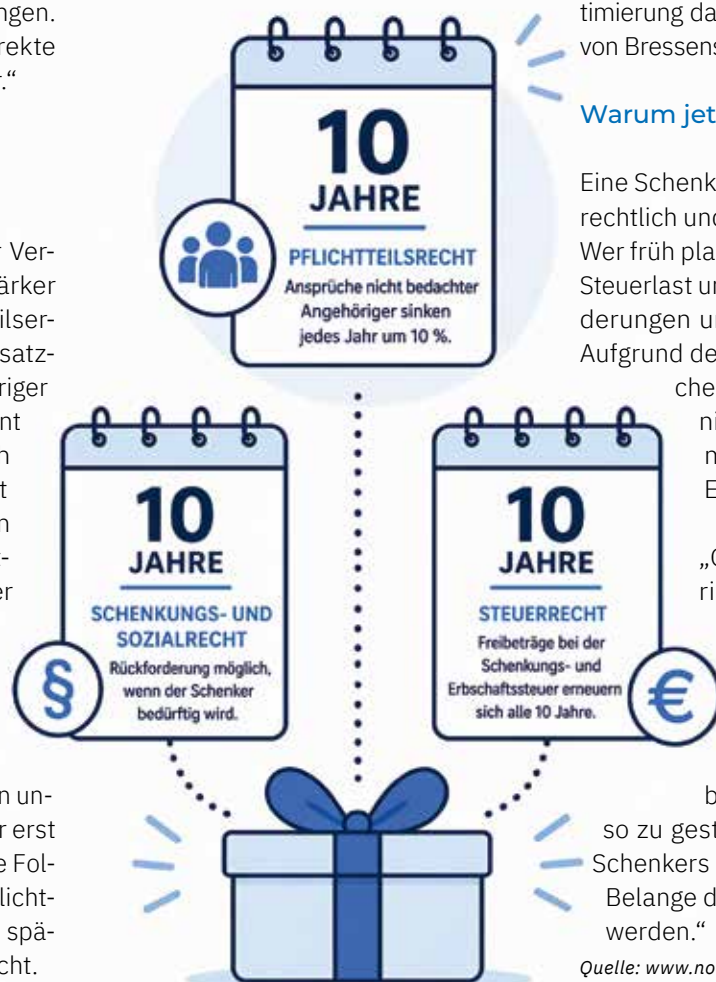 ngen.
rekte
t.“
r Ver-
ärker
ilser-
satz-
riger
nt
n
t
n
t-
er
n un-
r erst
e Fol-
licht-
spä-
cht.
10
JAHRE
PFLICHTTEILSRECHT
Ansprüche nicht bedachter
Angehöriger sinken
jedes Jahr um 10 %.
10
JAHRE
SCHENKUNGS- UND
SOZIALRECHT
Rückforderung möglich,
wenn der Schenker
bedürftig wird.
§
10
JAHRE
STEUERRECHT
Freibeträge bei der
Schenkungs- und
Erbschaftssteuer erneuern
sich alle 10 Jahre.
€
timierung da
von Bressens
Warum jet
Eine Schenk
rechtlich und
Wer früh pla
Steuerlast un
derungen un
Aufgrund de
che
ni
n
E
„G
ri
b
so zu gest
Schenkers
Belange d
werden.“
Quelle: www.no